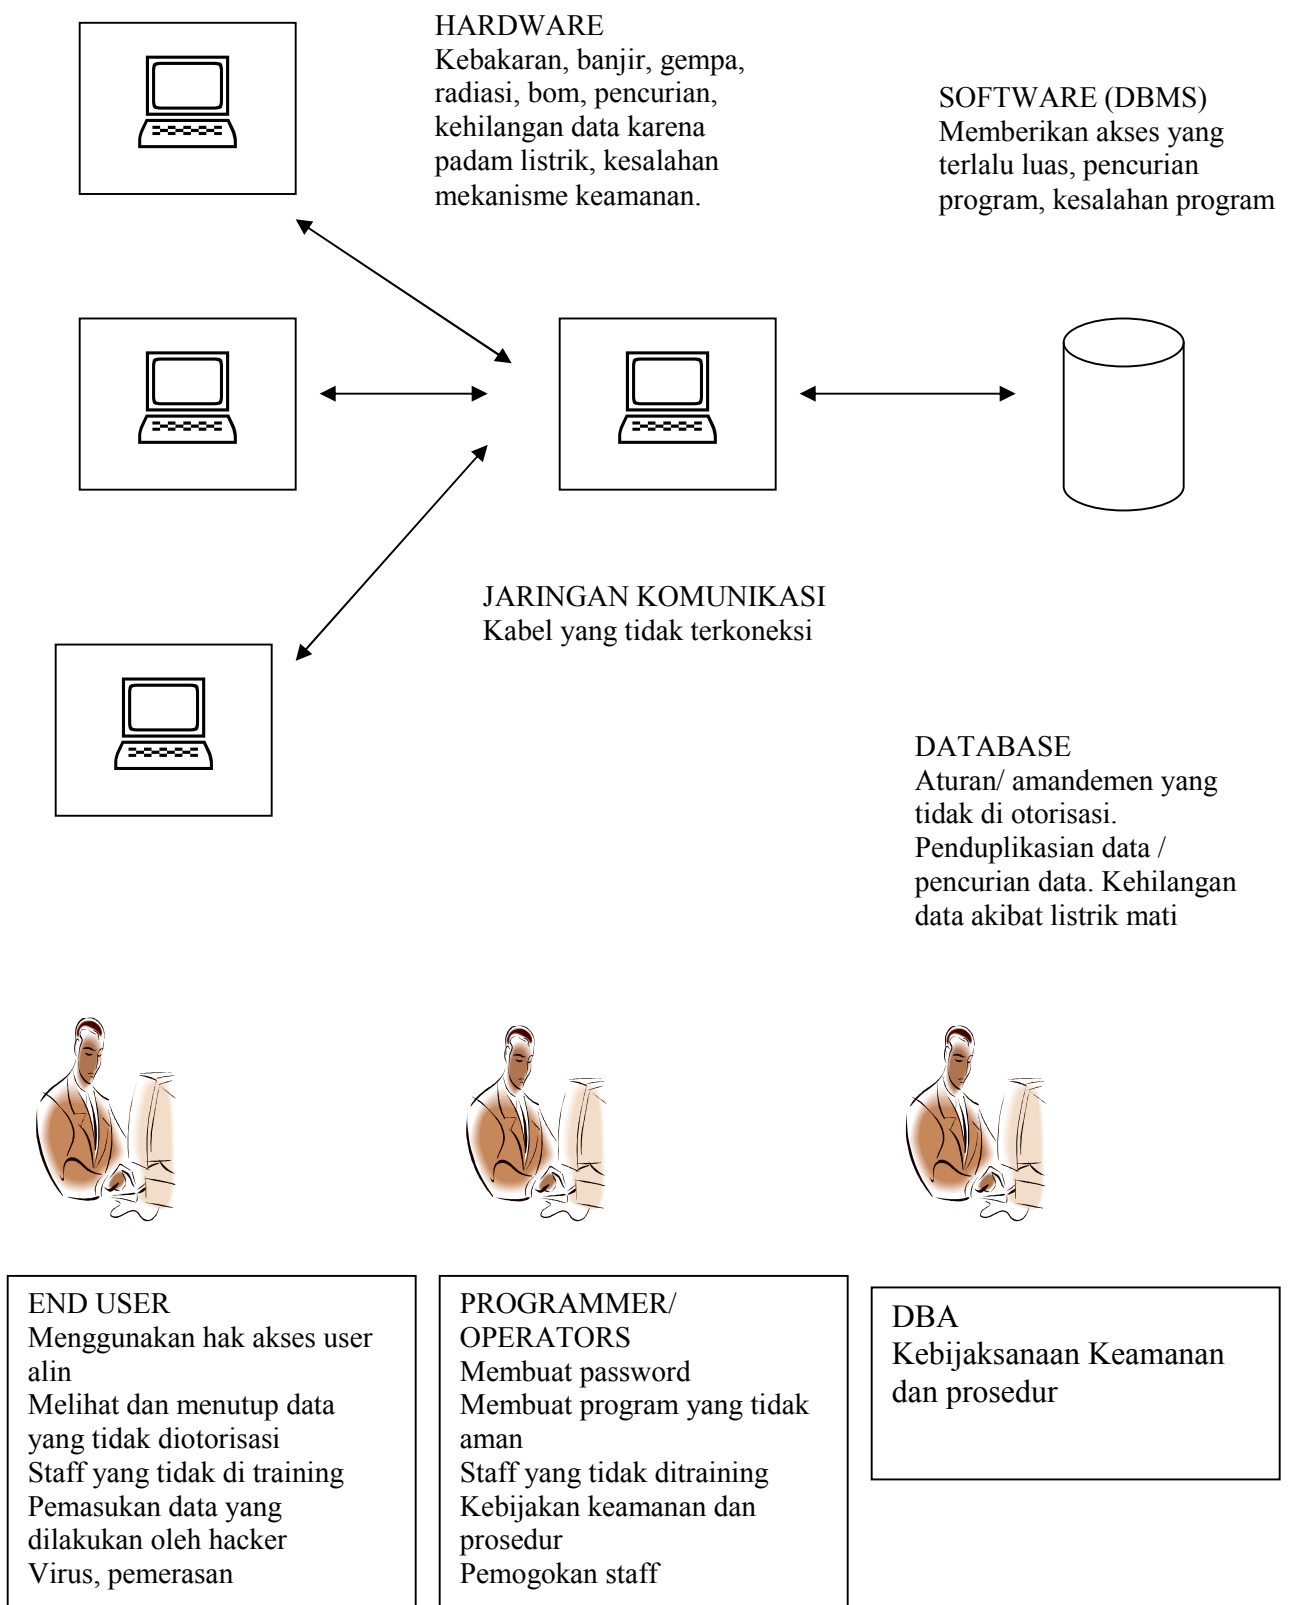 HARDWARE
Kebakaran, banjir, gempa,
radiasi, bom, pencurian,
kehilangan data karena
padam listrik, kesalahan
mekanisme keamanan.
SOFTWARE (DBMS)
Memberikan akses yang
terlalu luas, pencurian
program, kesalahan program
JARINGAN KOMUNIKASI
Kabel yang tidak terkoneksi
DATABASE
Aturan/ amandemen yang
tidak di otorisasi.
Penduplikasian data /
pencurian data. Kehilangan
data akibat listrik mati
END USER
Menggunakan hak akses user
alin
Melihat dan menutup data
yang tidak diotorisasi
Staff yang tidak di training
Pemasukan data yang
dilakukan oleh hacker
Virus, pemerasan
PROGRAMMER/
OPERATORS
Membuat password
Membuat program yang tidak
aman
Staff yang tidak ditraining
Kebijakan keamanan dan
prosedur
Pemogokan staff
DBA
Kebijaksanaan Keamanan
dan prosedur